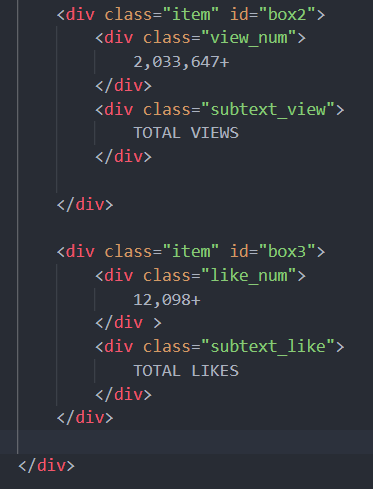 <div class="item" id="box2">
<div class="view_num">
2,033,647+
</div>
<div class="subtext_view">
TOTAL VIEWS
</div>
</div>
<div class="item" id="box3">
<div class="like_num">
12,098+
</div >
<div class="subtext_like">
TOTAL LIKES
</div>
</div>
</div>